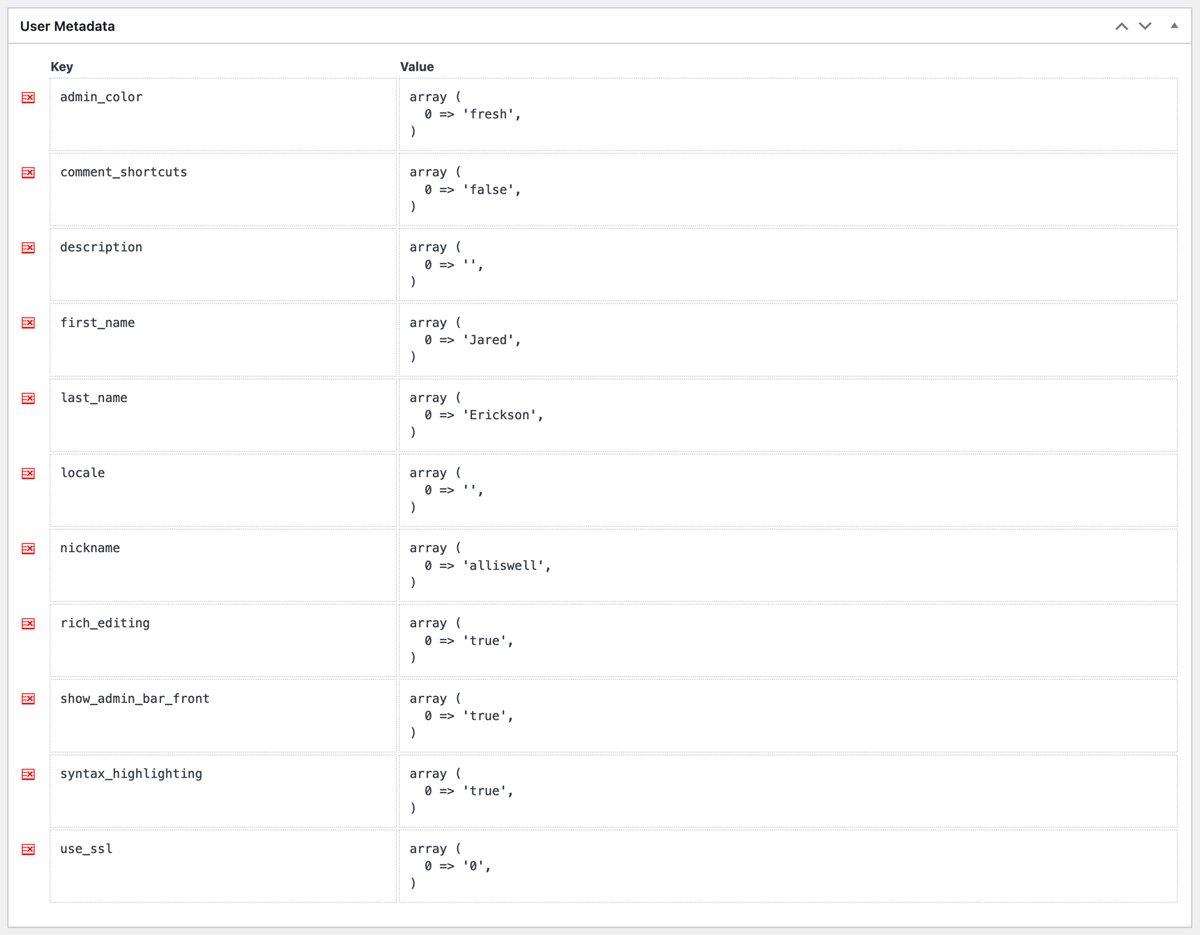 User Metadata
Key Value
admin_color array (
  0 => 'fresh',
)
comment_shortcuts array (
  0 => 'false',
)
description array (
  0 => '',
)
first_name array (
  0 => 'Jared',
)
last_name array (
  0 => 'Erickson',
)
locale array (
  0 => '',
)
nickname array (
  0 => 'alliswell',
)
rich_editing array (
  0 => 'true',
)
show_admin_bar_front array (
  0 => 'true',
)
syntax_highlighting array (
  0 => 'true',
)
use_ssl array (
  0 => '0',
)